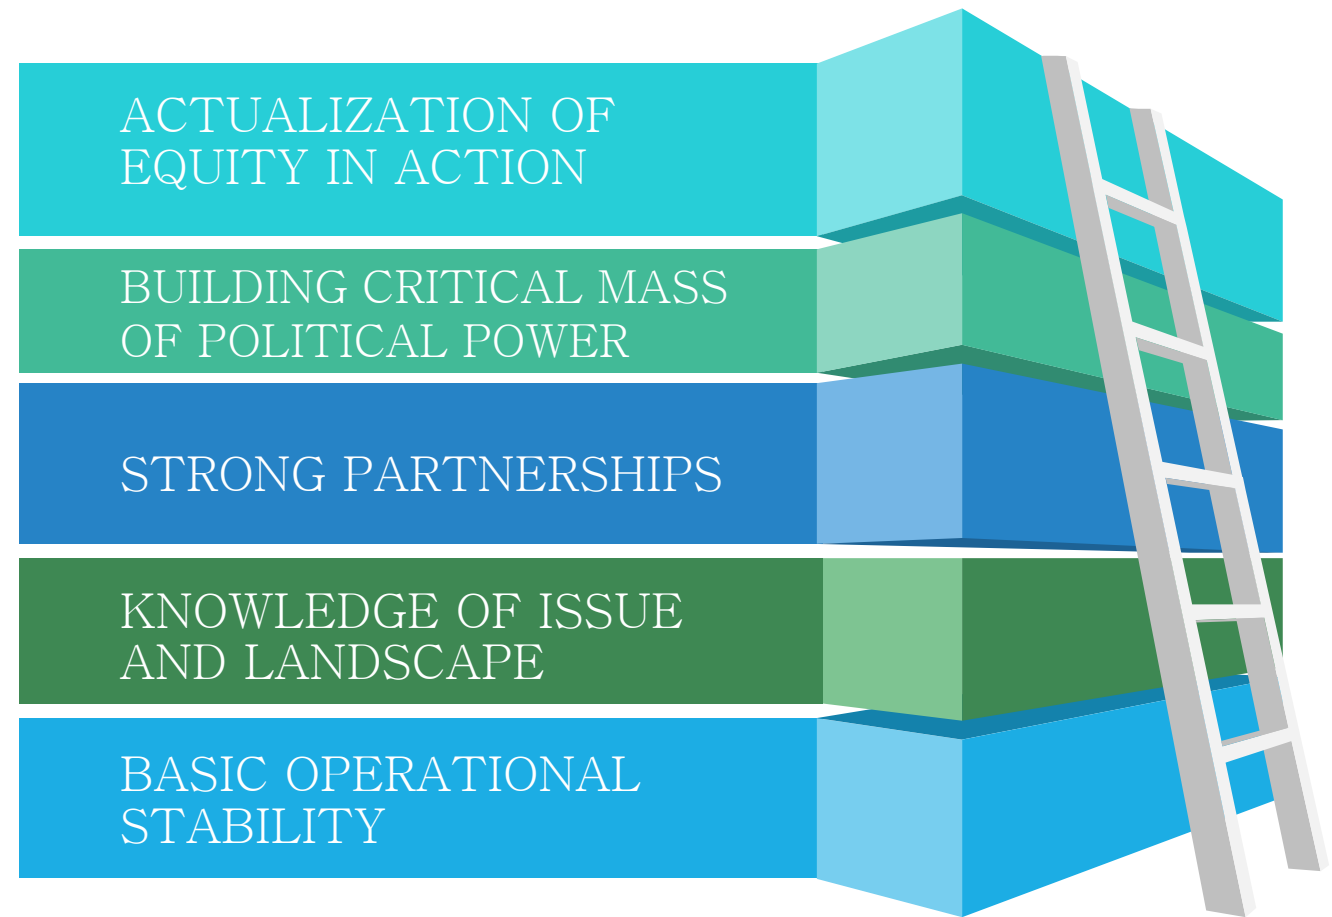 ACTUALIZATION OF
EQUITY IN ACTION
BUILDING CRITICAL MASS
OF POLITICAL POWER
STRONG PARTNERSHIPS
KNOWLEDGE OF ISSUE
AND LANDSCAPE
BASIC OPERATIONAL
STABILITY